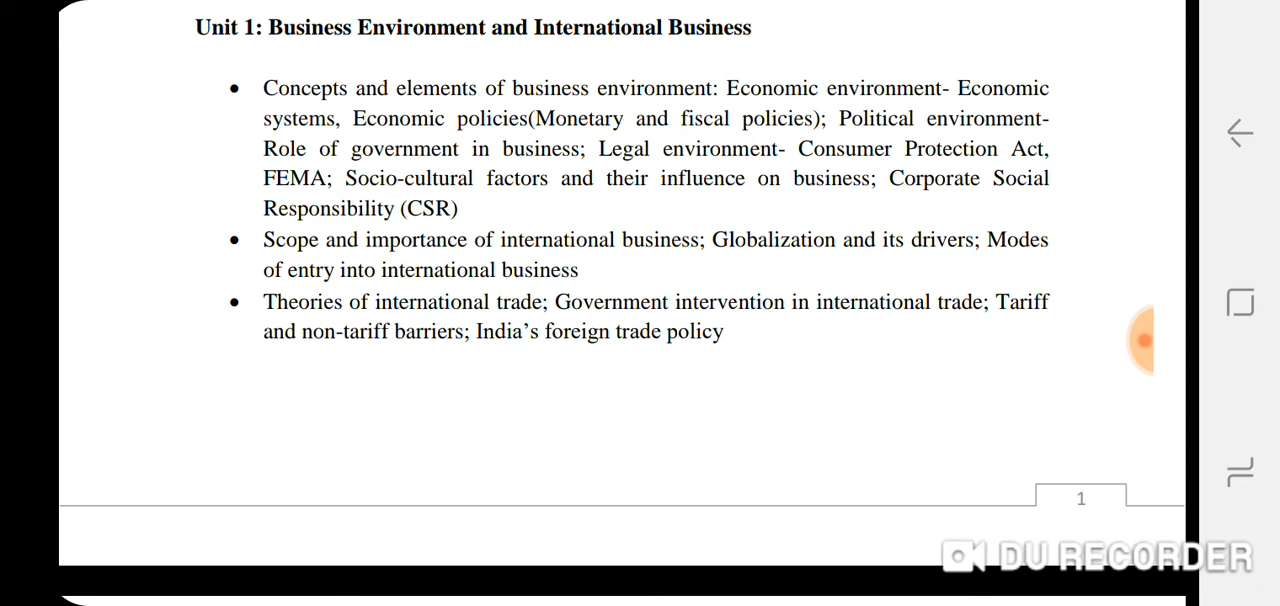 Unit 1: Business Environment and International Business
• Concepts and elements of business environment: Economic environment- Economic
systems, Economic policies(Monetary and fiscal policies); Political environment-
Role of government in business; Legal environment- Consumer Protection Act,
FEMA; Socio-cultural factors and their influence on business; Corporate Social
Responsibility (CSR)
• Scope and importance of international business; Globalization and its drivers; Modes
of entry into international business
• Theories of international trade; Government intervention in international trade; Tariff
and non-tariff barriers; India’s foreign trade policy
1
DU RECORDER